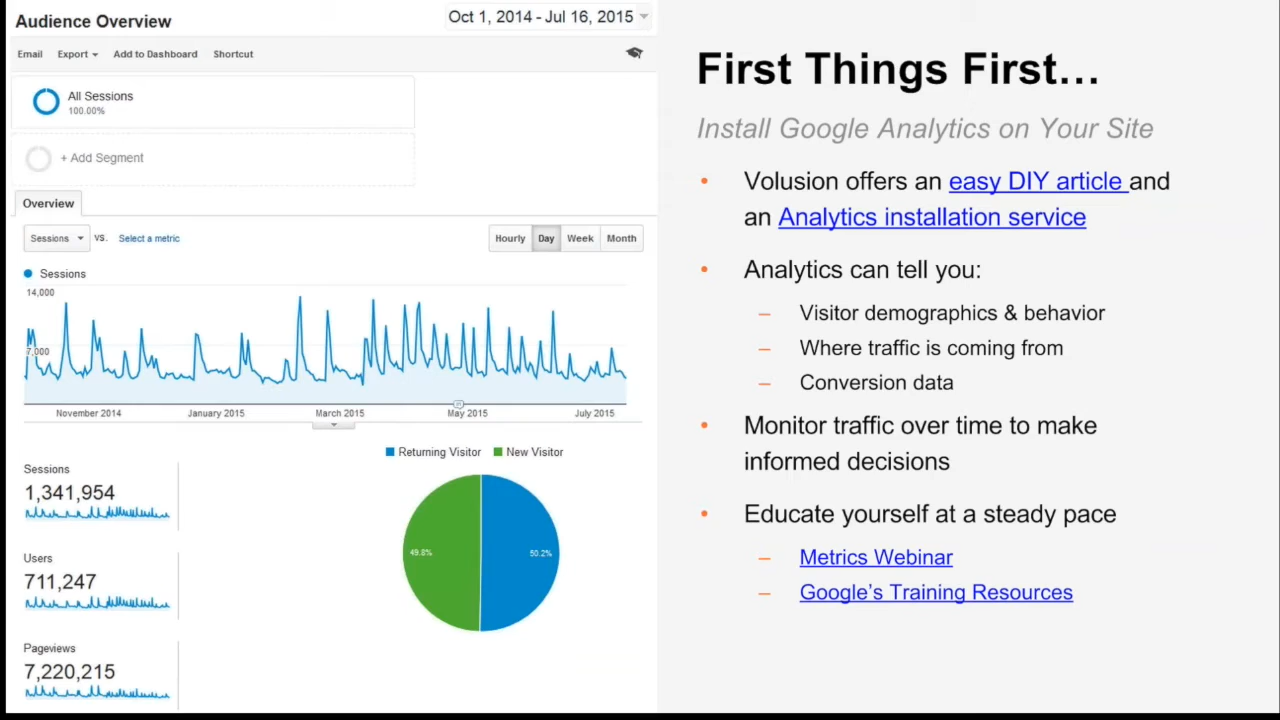 Audience Overview
Oct 1, 2014 - Jul 16, 2015
Email Export Add to Dashboard Shortcut
All Sessions
100.00%
+ Add Segment
Overview
Sessions VS. Select a metric
Hourly Day Week Month
Sessions
14,000
7,000
November 2014 January 2015 March 2015 May 2015 July 2015
Returning Visitor New Visitor
49.8% 50.2%
Sessions
1,341,954
Users
711,247
Pageviews
7,220,215
First Things First…
Install Google Analytics on Your Site
• Volusion offers an easy DIY article and
an Analytics installation service
• Analytics can tell you:
– Visitor demographics & behavior
– Where traffic is coming from
– Conversion data
• Monitor traffic over time to make
informed decisions
• Educate yourself at a steady pace
– Metrics Webinar
– Google’s Training Resources